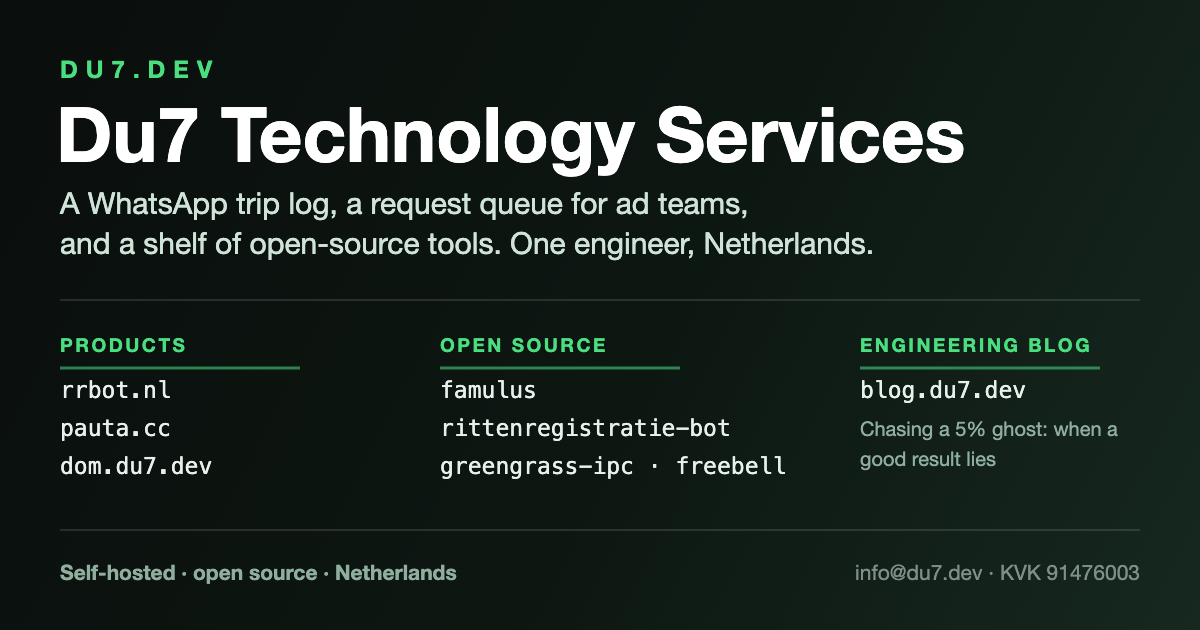 DU7.DEV
Du7 Technology Services
A WhatsApp trip log, a request queue for ad teams,
and a shelf of open-source tools. One engineer, Netherlands.
PRODUCTS
rrbot.nl
pauta.cc
dom.du7.dev
OPEN SOURCE
famulus
rittenregistratie-bot
greengrass-ipc · freebell
ENGINEERING BLOG
blog.du7.dev
Chasing a 5% ghost: when a
good result lies
Self-hosted · open source · Netherlands
info@du7.dev · KVK 91476003